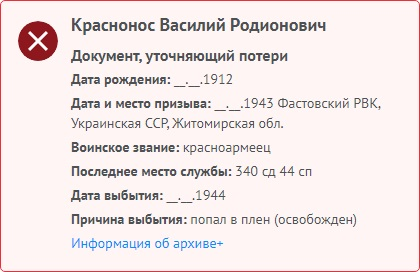 Краснонос Василий Родионович
Документ, уточняющий потери
Дата рождения: __.__.1912
Дата и место призыва: __.__.1943 Фастовский РВК,
Украинская ССР, Житомирская обл.
Воинское звание: красноармеец
Последнее место службы: 340 сд 44 сп
Дата выбытия: __.__.1944
Причина выбытия: попал в плен (освобожден)
Информация об архиве+